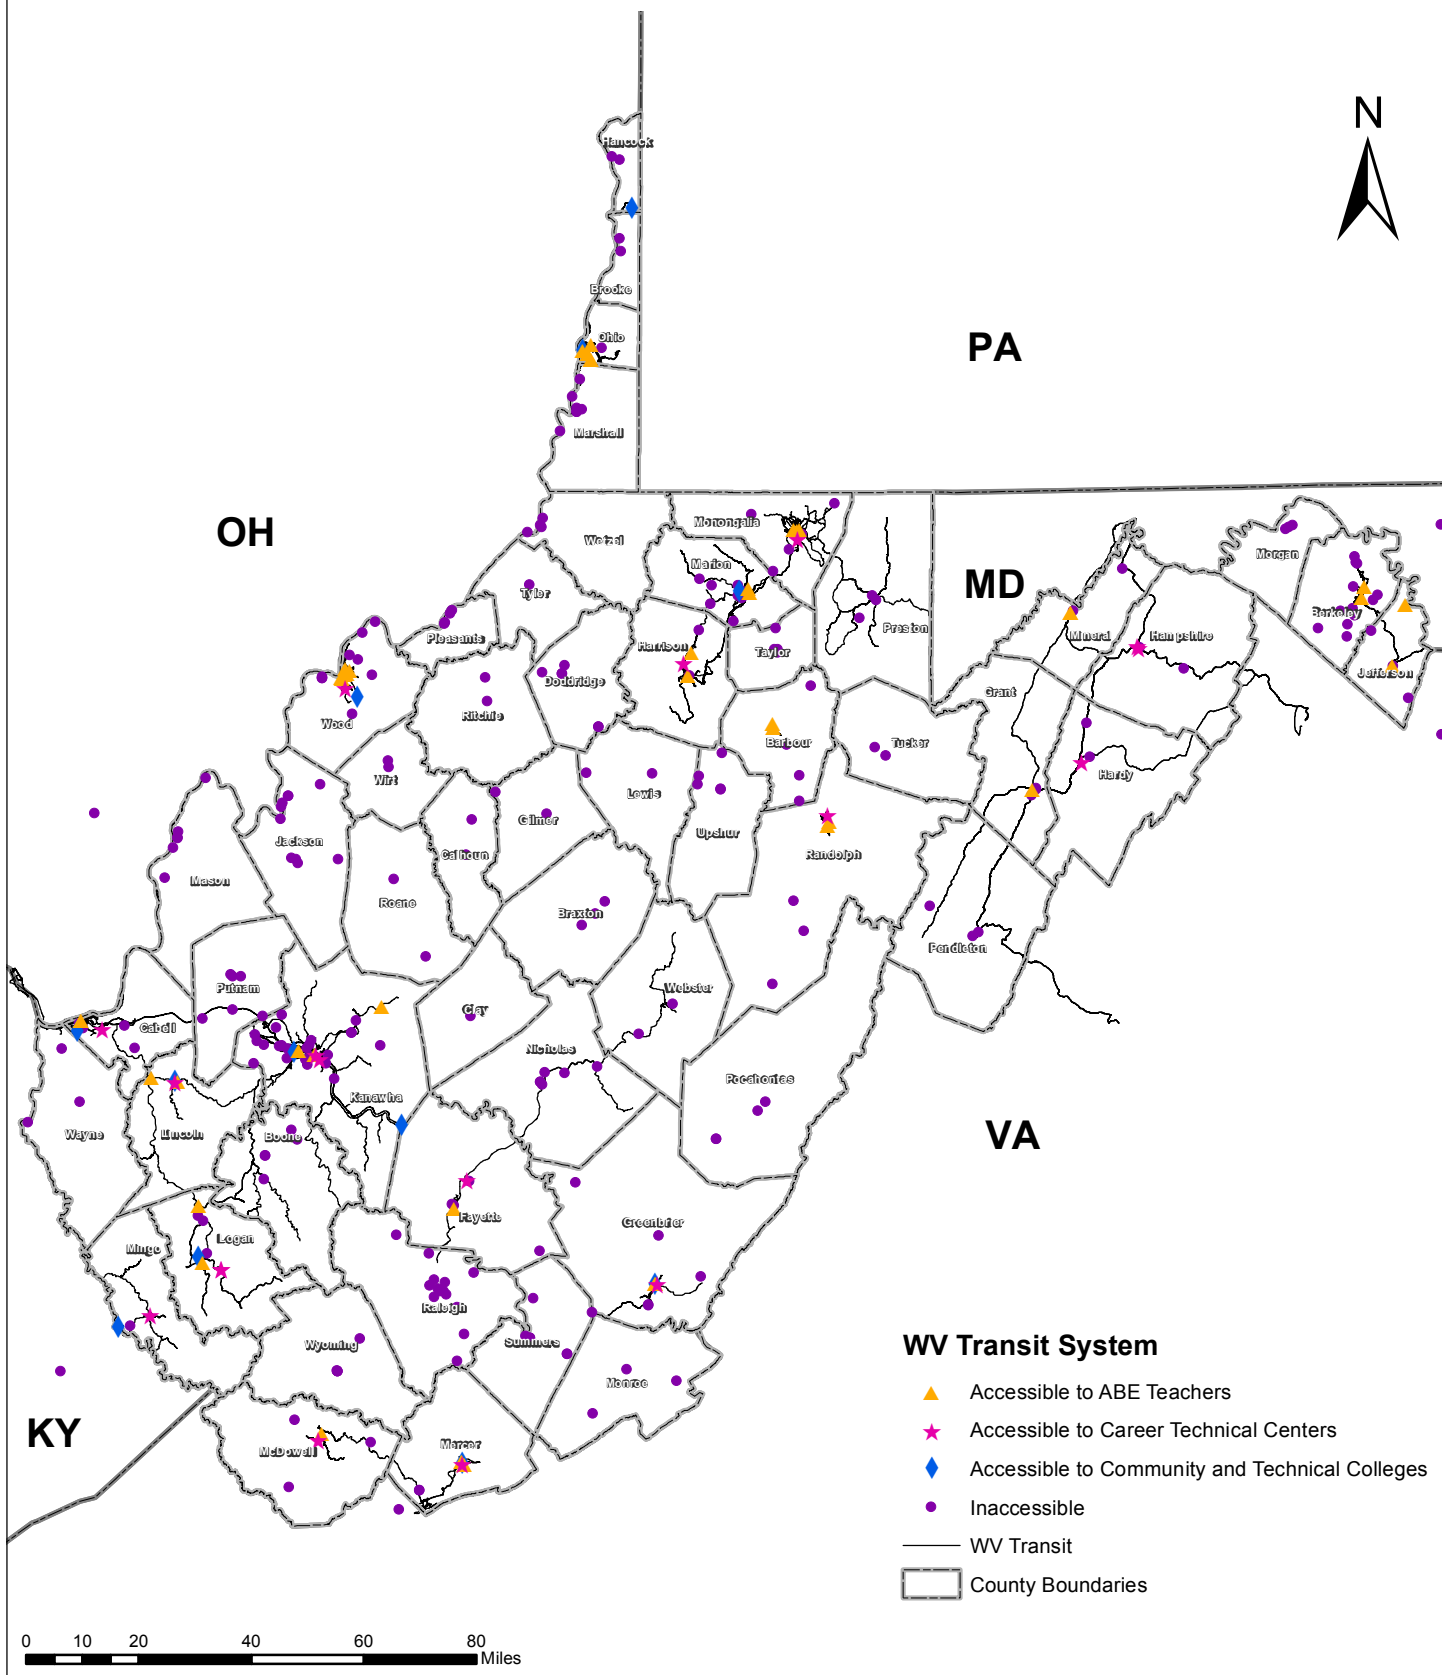 N
Hancock
Brooke
Ohio
PA
Marshall
OH
Monongalia
Wetzel
Marion
MD
Morgan
Tyler
Berkeley
Pleasants
Preston
Mineral
Hampshire
Harrison
Taylor
Jefferson
Doddridge
Grant
Wood
Ritchie
Barbour
Tucker
Wirt
Hardy
Lewis
Gilmer
Upshur
Jackson
Calhoun
Randolph
Mason
Roane
Braxton
Pendleton
Putnam
Webster
Clay
Cabell
Nicholas
Pocahontas
Kanawha
Wayne
Lincoln
Boone
VA
Fayette
Greenbrier
Logan
Mingo
Raleigh
Summers
Wyoming
Monroe
KY
McDowell
Mercer
WV Transit System
Accessible to ABE Teachers
Accessible to Career Technical Centers
Accessible to Community and Technical Colleges
Inaccessible
WV Transit
County Boundaries
0 10 20 40 60 80
Miles